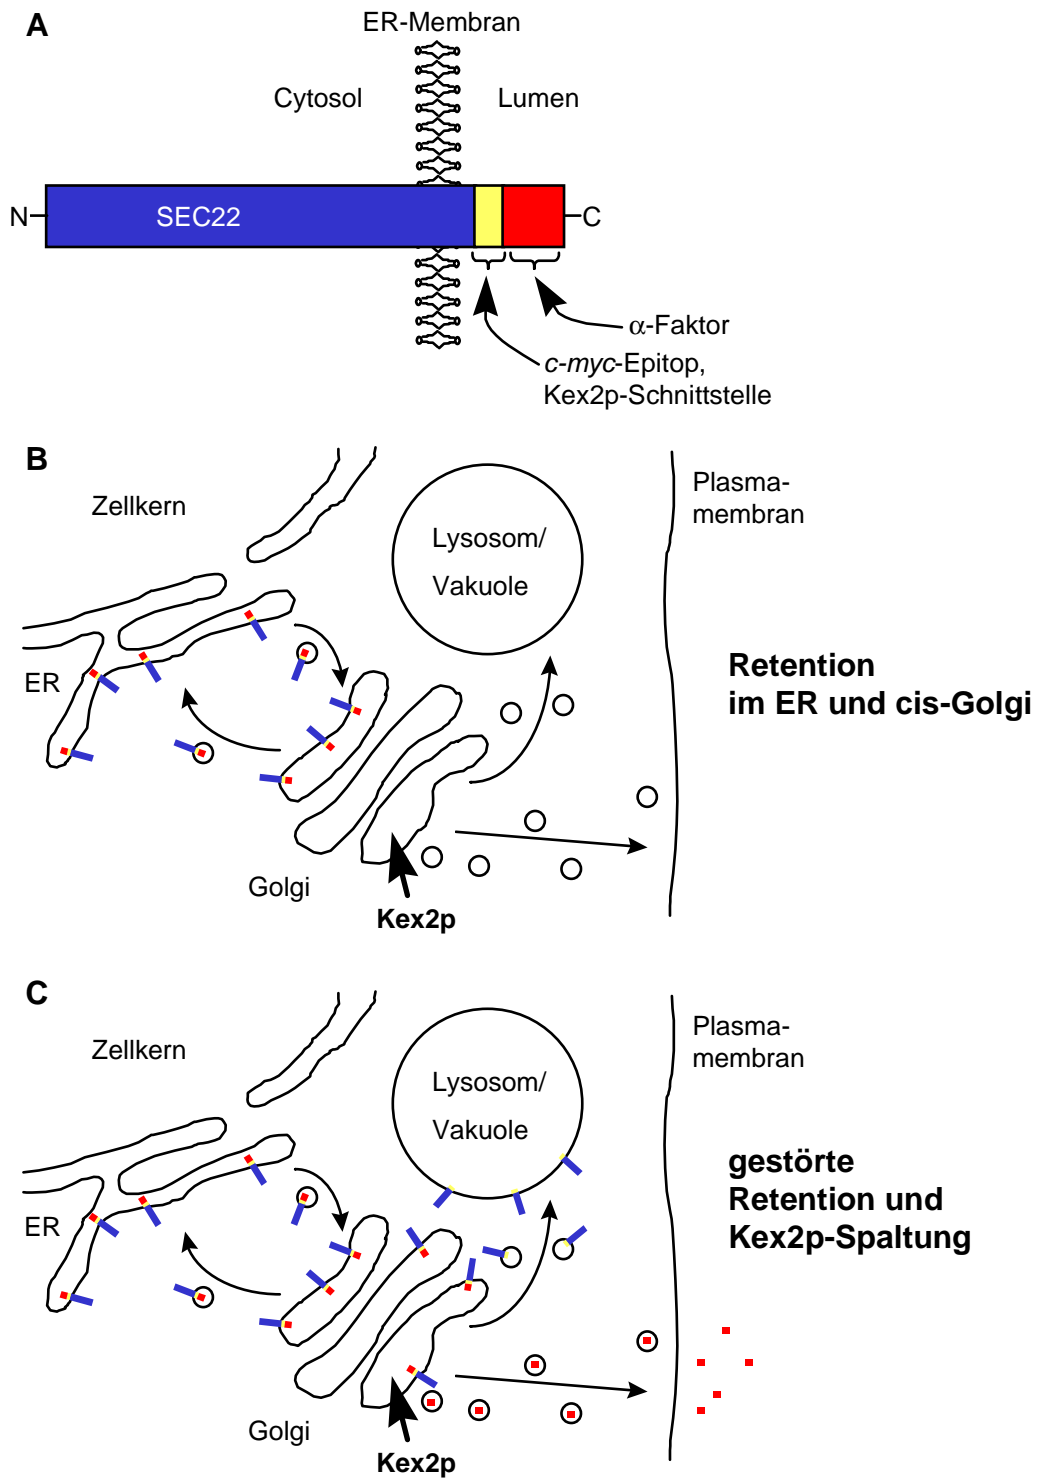 A
ER-Membran
Cytosol
Lumen
N
SEC22
C
α-Faktor
c-myc-Epitop,
Kex2p-Schnittstelle
B
Zellkern
Lysosom/
Vakuole
Plasma-
membran
ER
Retention
im ER und cis-Golgi
Golgi
Kex2p
C
Zellkern
Lysosom/
Vakuole
Plasma-
membran
ER
gestörte
Retention und
Kex2p-Spaltung
Golgi
Kex2p